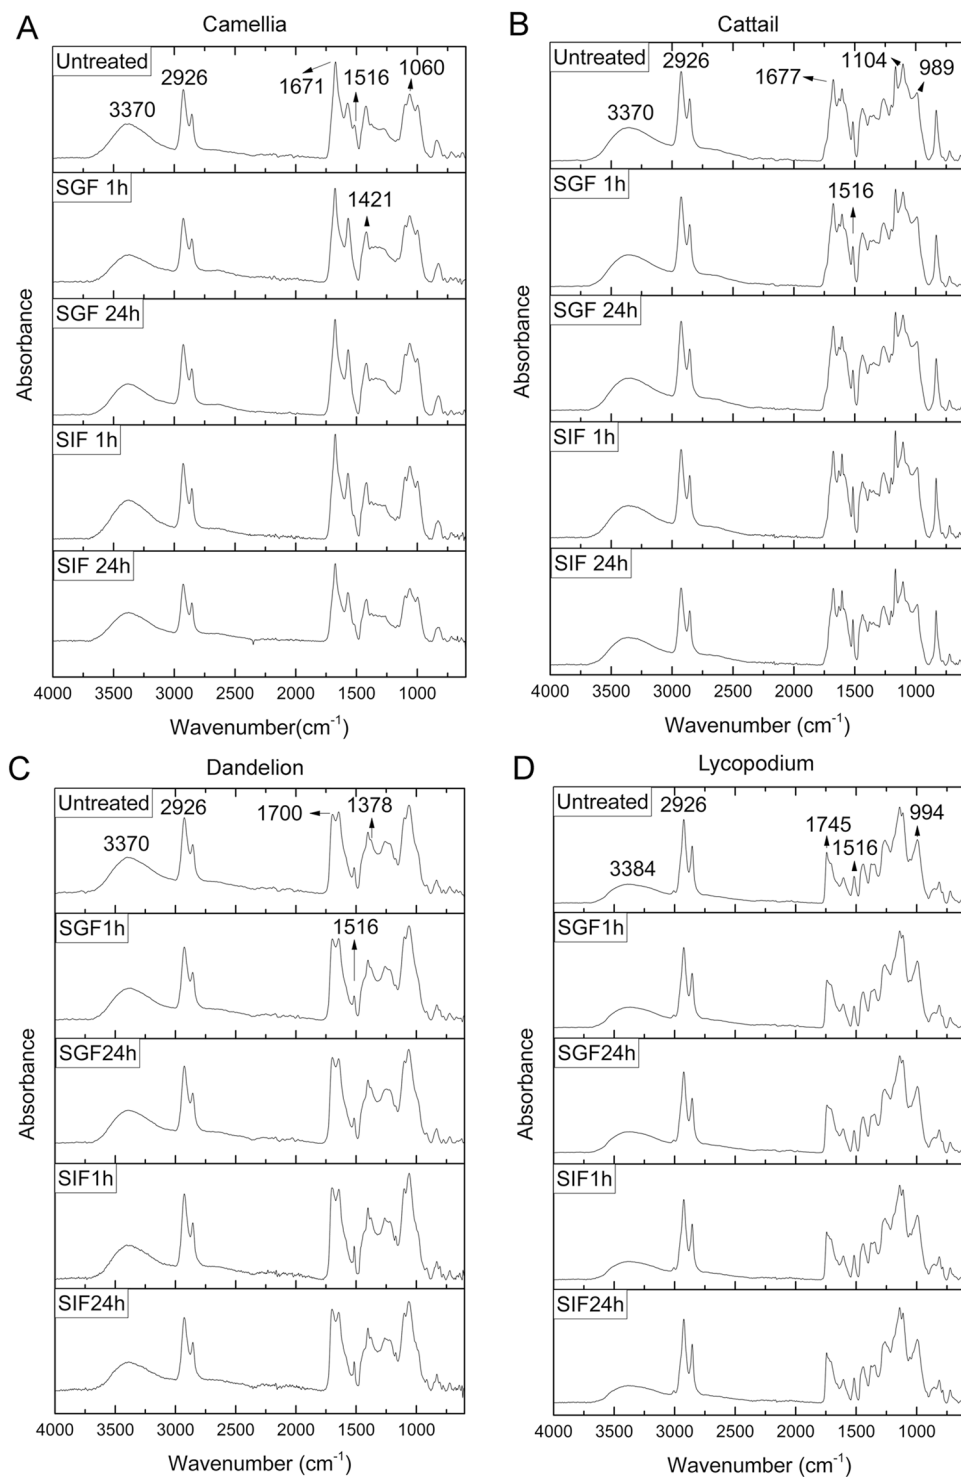 A
Camellia
Untreated
3370
2926
1671
1516
1060
SGF 1h
1421
SGF 24h
SIF 1h
SIF 24h
Absorbance
4000 3500 3000 2500 2000 1500 1000
Wavenumber(cm-1)
B
Cattail
Untreated
3370
2926
1677
1104
989
SGF 1h
1516
SGF 24h
SIF 1h
SIF 24h
Absorbance
4000 3500 3000 2500 2000 1500 1000
Wavenumber (cm-1)
C
Dandelion
Untreated
3370
2926
1700
1378
SGF1h
1516
SGF24h
SIF1h
SIF24h
Absorbance
4000 3500 3000 2500 2000 1500 1000
Wavenumber (cm-1)
D
Lycopodium
Untreated
3384
2926
1745
1516
994
SGF1h
SGF24h
SIF1h
SIF24h
Absorbance
4000 3500 3000 2500 2000 1500 1000
Wavenumber (cm-1)